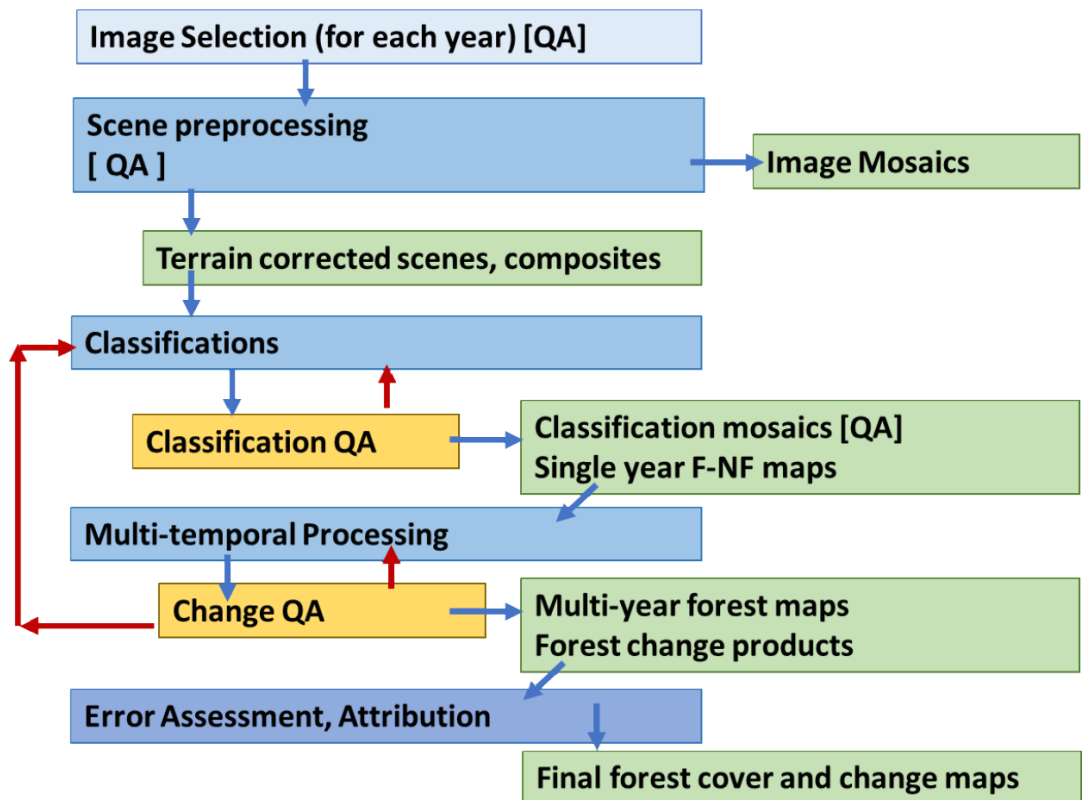 Image Selection (for each year) [QA]
Scene preprocessing
[ QA ]
Image Mosaics
Terrain corrected scenes, composites
Classifications
Classification QA
Classification mosaics [QA]
Single year F-NF maps
Multi-temporal Processing
Change QA
Multi-year forest maps
Forest change products
Error Assessment, Attribution
Final forest cover and change maps